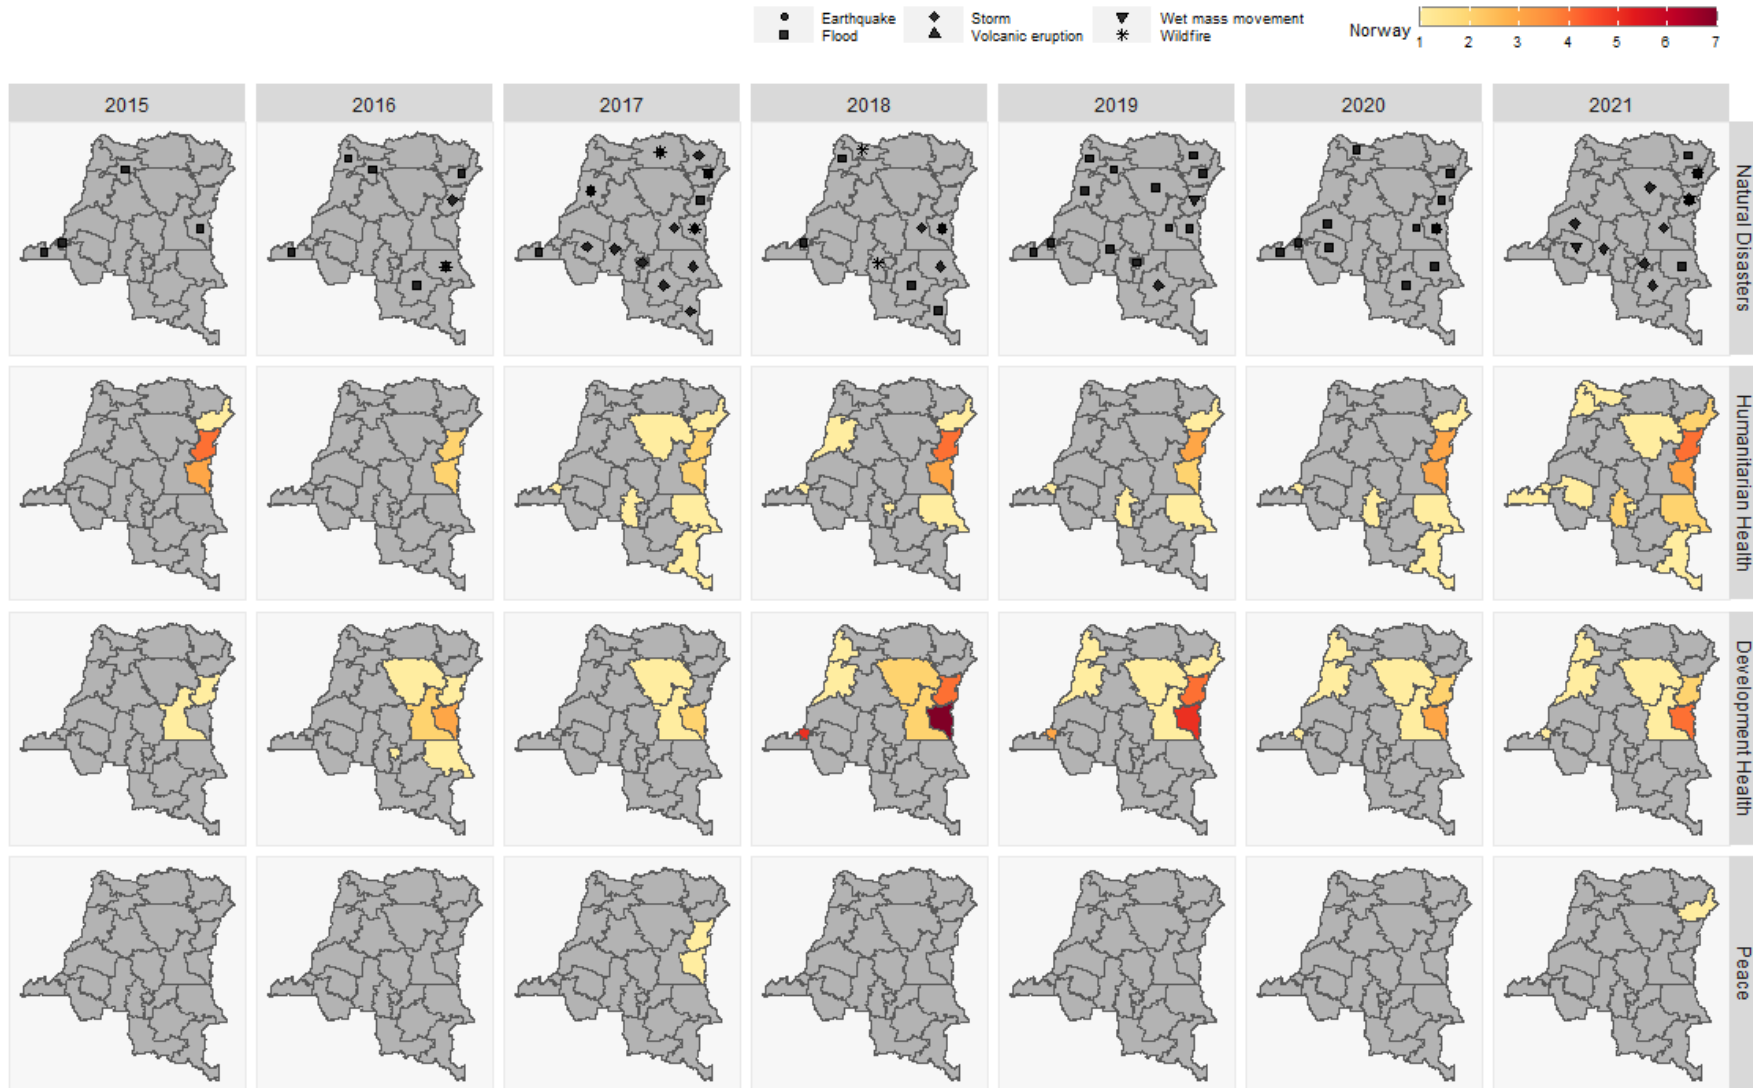 Earthquake Storm Wet mass movement
Flood Volcanic eruption Wildfire
Norway
1 2 3 4 5 6 7
2015 2016 2017 2018 2019 2020 2021
Natural Disasters
Humanitarian Health
Development Health
Peace